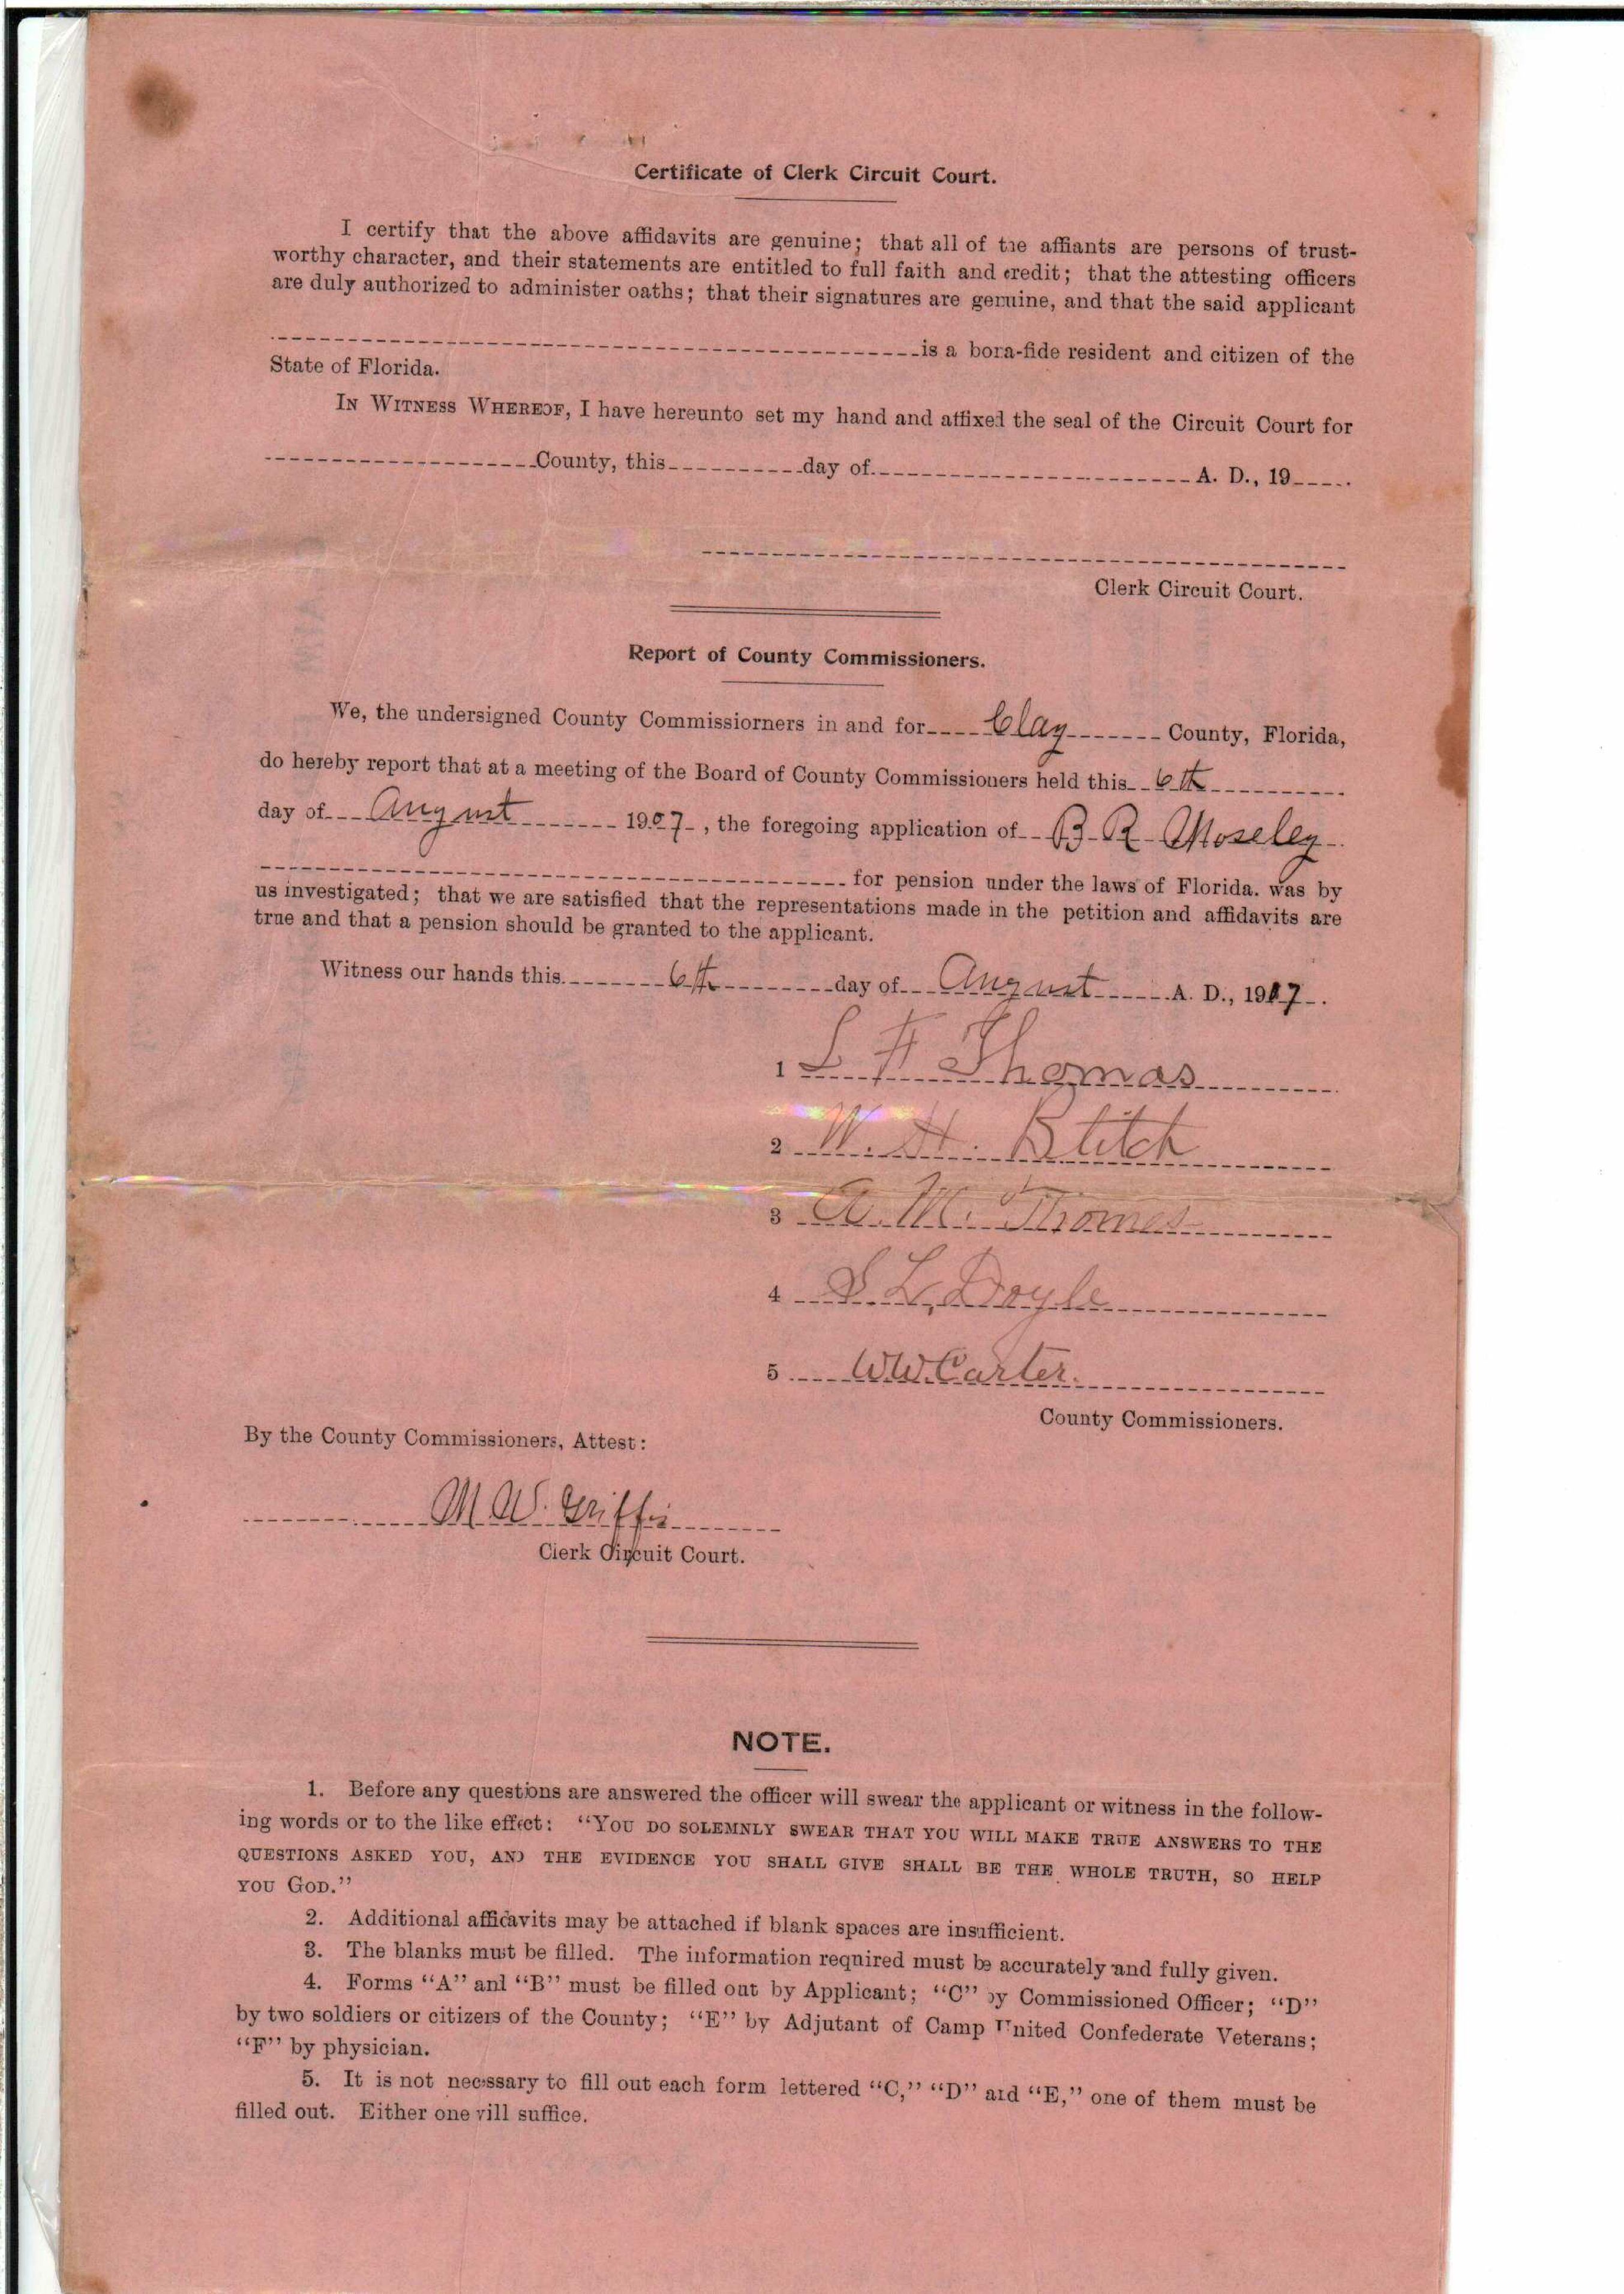 Certificate of Clerk Circuit Court.
I certify that the above affidavits are genuine; that all of the affiants are persons of trust-
worthy character, and their statements are entitled to full faith and credit; that the attesting officers
are duly authorized to administer oaths; that their signatures are genuine, and that the said applicant
is a bona-fide resident and citizen of the
State of Florida.
IN WITNESS WHEREOF, I have hereunto set my hand and affixed the seal of the Circuit Court for
County, this day of A. D., 19
Clerk Circuit Court.
Report of County Commissioners.
We, the undersigned County Commissiorners in and for Clay County, Florida,
do hereby report that at a meeting of the Board of County Commissioners held this 6th
day of August 1907, the foregoing application of B R Moseley
for pension under the laws of Florida. was by
us investigated; that we are satisfied that the representations made in the petition and affidavits are
true and that a pension should be granted to the applicant.
Witness our hands this 6th day of August A. D., 1907.
1 L F Thomas
2 W. H. Blitch
3 A. M. Thomas
4 S L Doyle
5 W W Carter.
County Commissioners.
By the County Commissioners, Attest:
M W. Griffis
Clerk Circuit Court.
NOTE.
1. Before any questions are answered the officer will swear the applicant or witness in the follow-
ing words or to the like effect: "YOU DO SOLEMNLY SWEAR THAT YOU WILL MAKE TRUE ANSWERS TO THE
QUESTIONS ASKED YOU, AND THE EVIDENCE YOU SHALL GIVE SHALL BE THE WHOLE TRUTH, SO HELP
YOU GOD."
2. Additional affidavits may be attached if blank spaces are insufficient.
3. The blanks must be filled. The information required must be accurately and fully given.
4. Forms "A" and "B" must be filled out by Applicant; "C" by Commissioned Officer; "D"
by two soldiers or citizens of the County; "E" by Adjutant of Camp United Confederate Veterans;
"F" by physician.
5. It is not necessary to fill out each form lettered "C," "D" and "E," one of them must be
filled out. Either one will suffice.